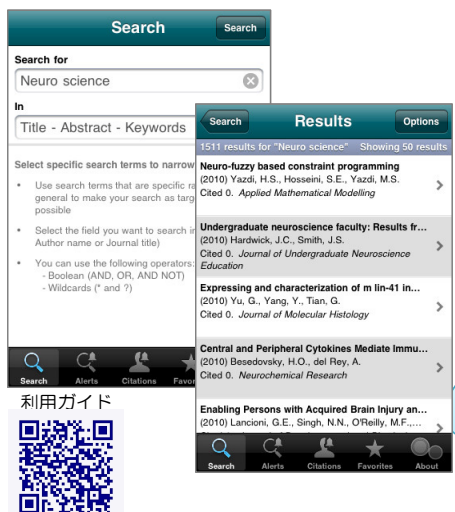 Search
Search
Search for
Neuro science
In
Title - Abstract - Keywords
Select specific search terms to narrow
• Use search terms that are specific ra
general to make your search as targ
possible
• Select the field you want to search in
Author name or Journal title)
• You can use the following operators:
- Boolean (AND, OR, AND NOT)
- Wildcards (* and ?)
Search Alerts Citations Favor
利用ガイド
Search
Results
Options
1511 results for "Neuro science" Showing 50 results
Neuro-fuzzy based constraint programming
(2010) Yazdi, H.S., Hosseini, S.E., Yazdi, M.S.
Cited 0. Applied Mathematical Modelling
Undergraduate neuroscience faculty: Results fr...
(2010) Hardwick, J.C., Smith, J.S.
Cited 0. Journal of Undergraduate Neuroscience
Education
Expressing and characterization of m lin-41 in...
(2010) Yu, G., Yang, Y., Tian, G.
Cited 0. Journal of Molecular Histology
Central and Peripheral Cytokines Mediate Immu...
(2010) Besedovsky, H.O., del Rey, A.
Cited 0. Neurochemical Research
Enabling Persons with Acquired Brain Injury an...
(2010) Lancioni, G.E., Singh, N.N., O'Reilly, M.F.,...
Search Alerts Citations Favorites About